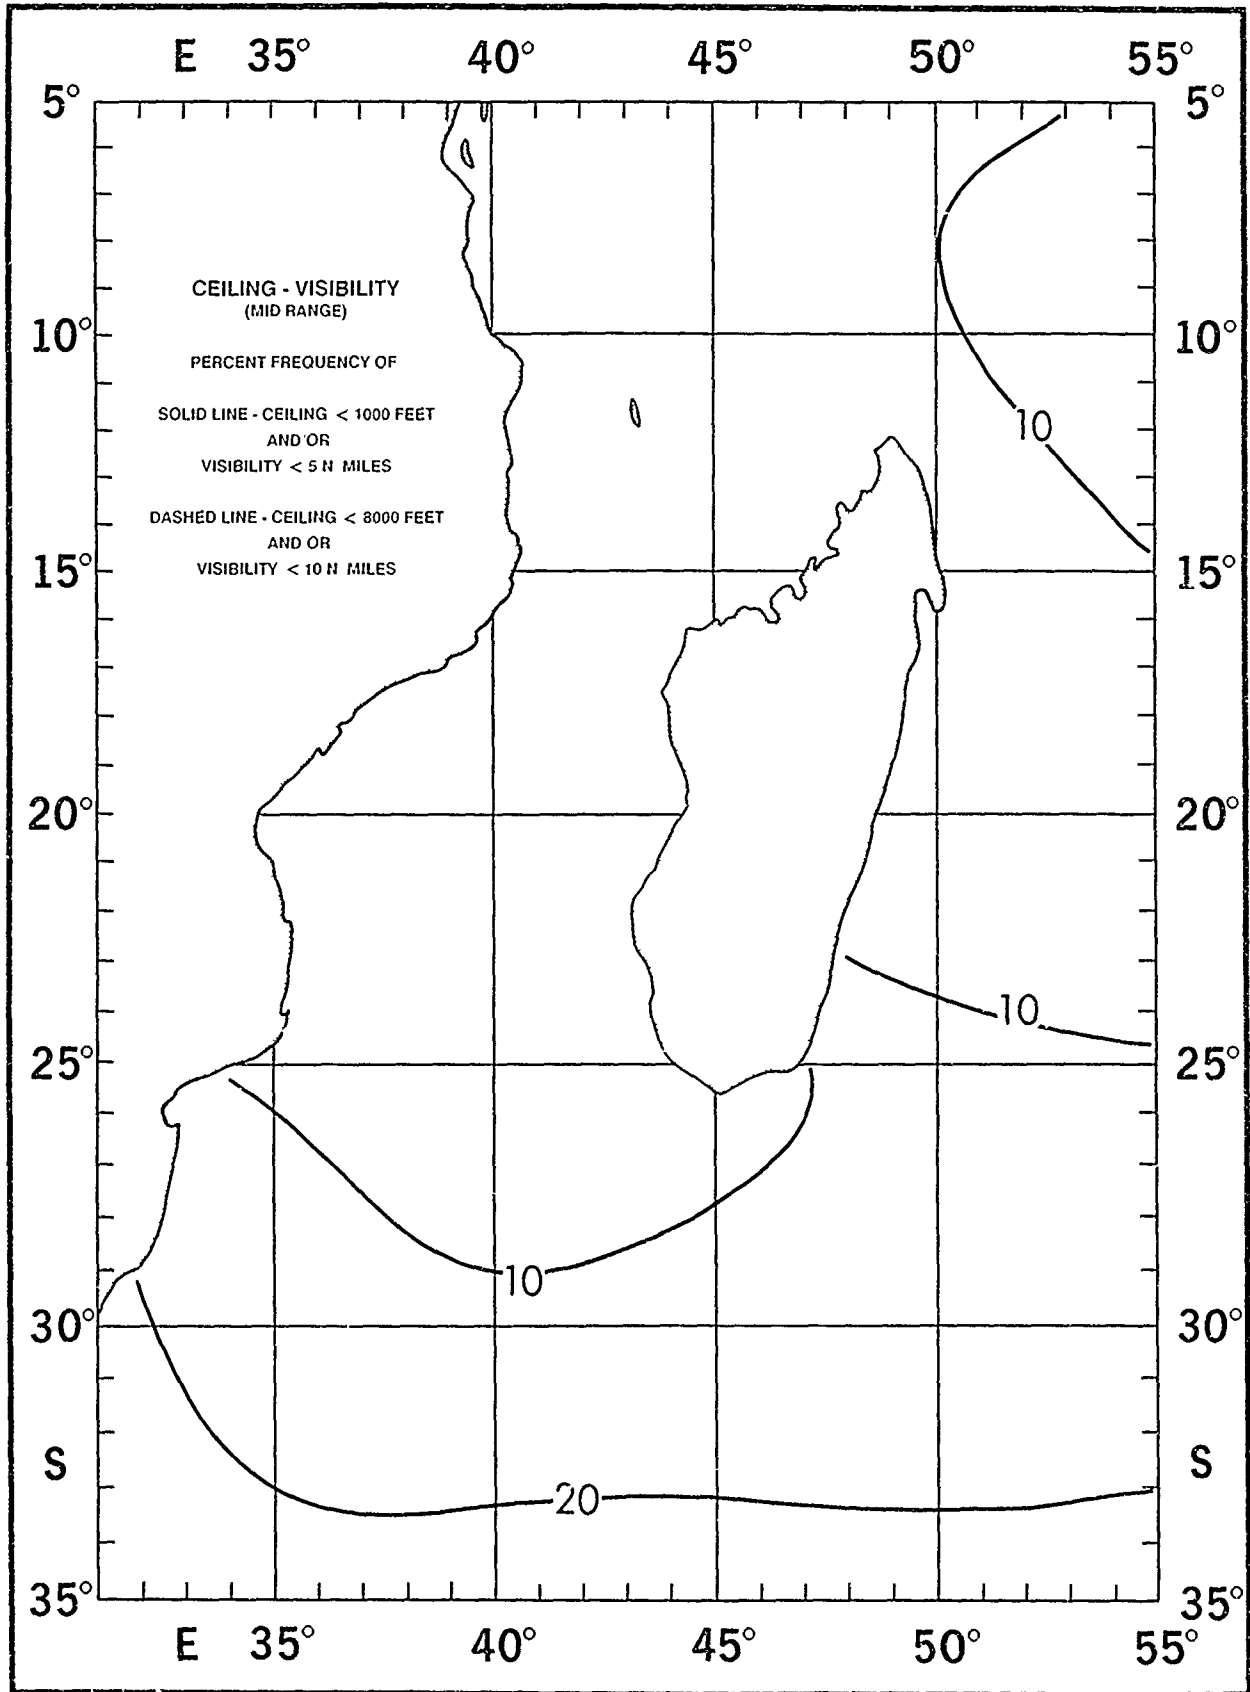 E 35° 40° 45° 50° 55°
5° 5°
CEILING - VISIBILITY
(MID RANGE)
10° 10°
PERCENT FREQUENCY OF
SOLID LINE - CEILING < 1000 FEET
10
AND/OR
VISIBILITY < 5 N MILES
DASHED LINE - CEILING < 8000 FEET
AND OR
VISIBILITY < 10 N MILES
15° 15°
20° 20°
10
25° 25°
10
30° 30°
S S
20
35° 35°
E 35° 40° 45° 50° 55°